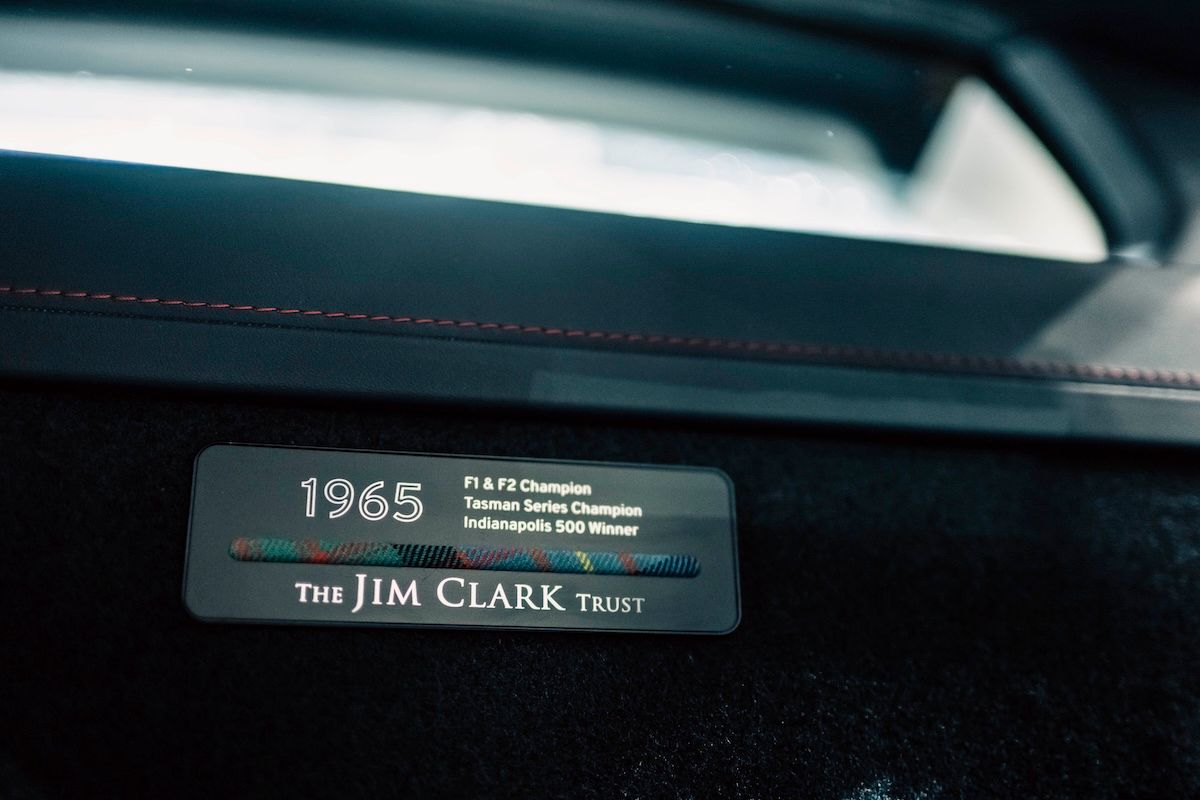 1965
F1 & F2 Champion
Tasman Series Champion
Indianapolis 500 Winner
THE JIM CLARK TRUST